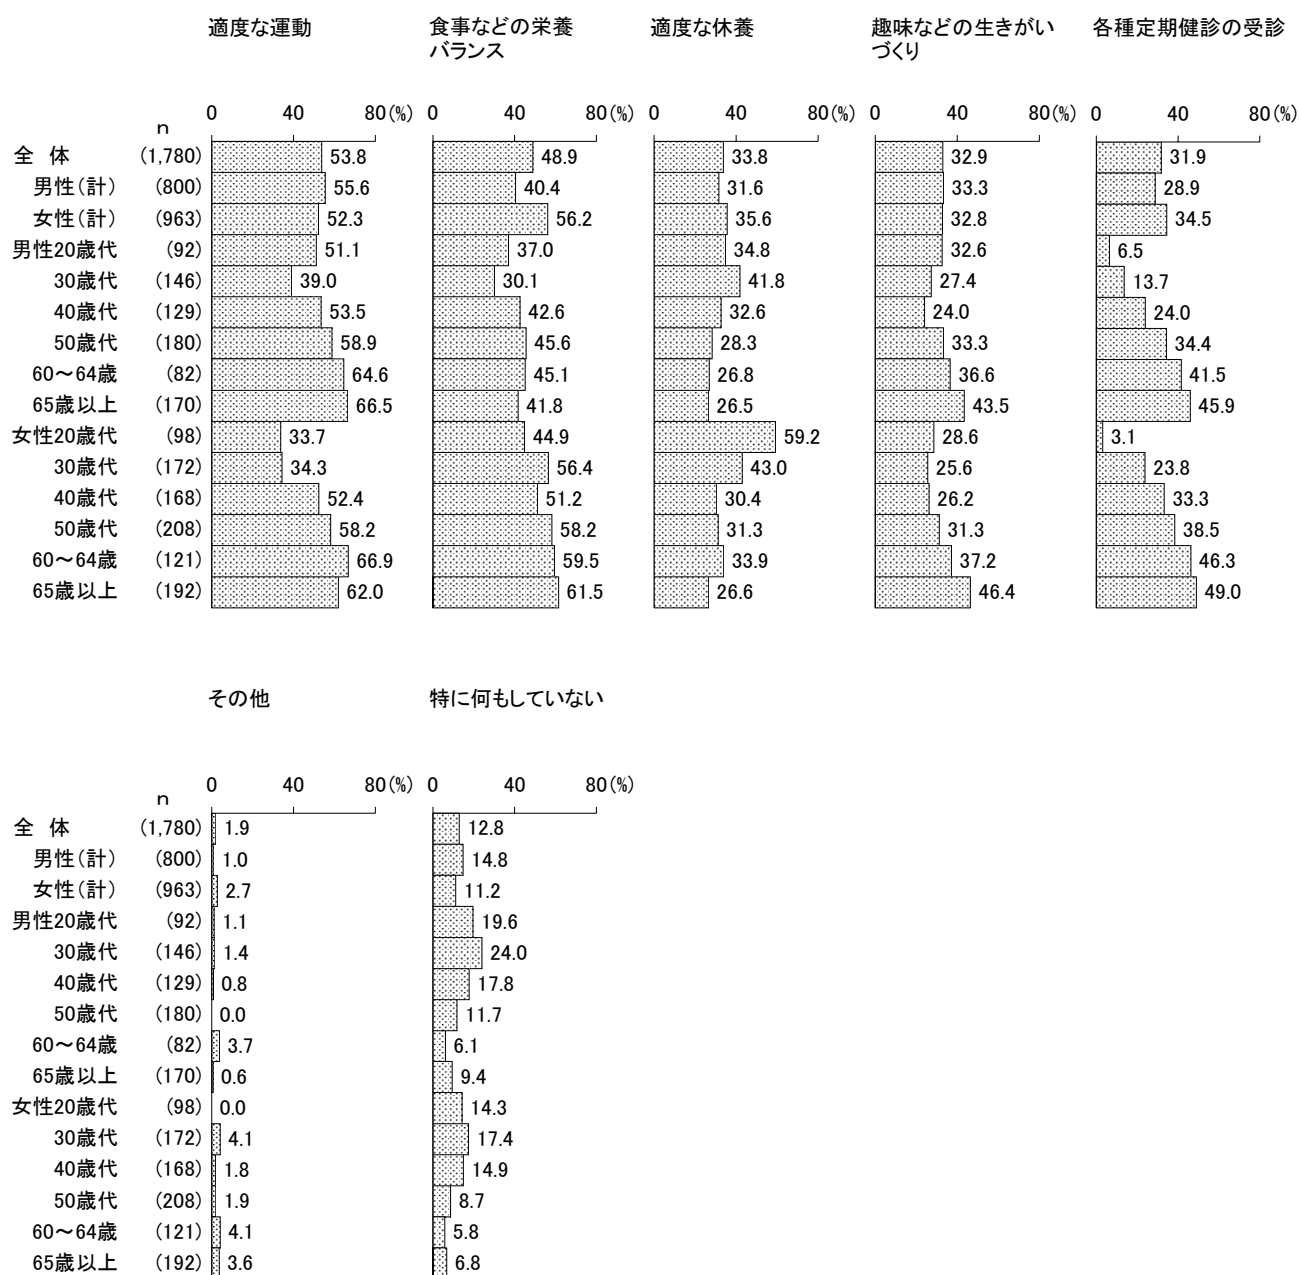 適度な運動 食事などの栄養 適度な休養 趣味などの生きがい 各種定期健診の受診
バランス づくり
0 40 80(%) 0 40 80(%) 0 40 80(%) 0 40 80(%) 0 40 80(%)
n
全 体 (1,780) 53.8 48.9 33.8 32.9 31.9
男性(計) (800) 55.6 40.4 31.6 33.3 28.9
女性(計) (963) 52.3 56.2 35.6 32.8 34.5
男性20歳代 (92) 51.1 37.0 34.8 32.6 6.5
30歳代 (146) 39.0 30.1 41.8 27.4 13.7
40歳代 (129) 53.5 42.6 32.6 24.0 24.0
50歳代 (180) 58.9 45.6 28.3 33.3 34.4
60～64歳 (82) 64.6 45.1 26.8 36.6 41.5
65歳以上 (170) 66.5 41.8 26.5 43.5 45.9
女性20歳代 (98) 33.7 44.9 59.2 28.6 3.1
30歳代 (172) 34.3 56.4 43.0 25.6 23.8
40歳代 (168) 52.4 51.2 30.4 26.2 33.3
50歳代 (208) 58.2 58.2 31.3 31.3 38.5
60～64歳 (121) 66.9 59.5 33.9 37.2 46.3
65歳以上 (192) 62.0 61.5 26.6 46.4 49.0
その他 特に何もしていない
0 40 80(%) 0 40 80(%)
n
全 体 (1,780) 1.9 12.8
男性(計) (800) 1.0 14.8
女性(計) (963) 2.7 11.2
男性20歳代 (92) 1.1 19.6
30歳代 (146) 1.4 24.0
40歳代 (129) 0.8 17.8
50歳代 (180) 0.0 11.7
60～64歳 (82) 3.7 6.1
65歳以上 (170) 0.6 9.4
女性20歳代 (98) 0.0 14.3
30歳代 (172) 4.1 17.4
40歳代 (168) 1.8 14.9
50歳代 (208) 1.9 8.7
60～64歳 (121) 4.1 5.8
65歳以上 (192) 3.6 6.8